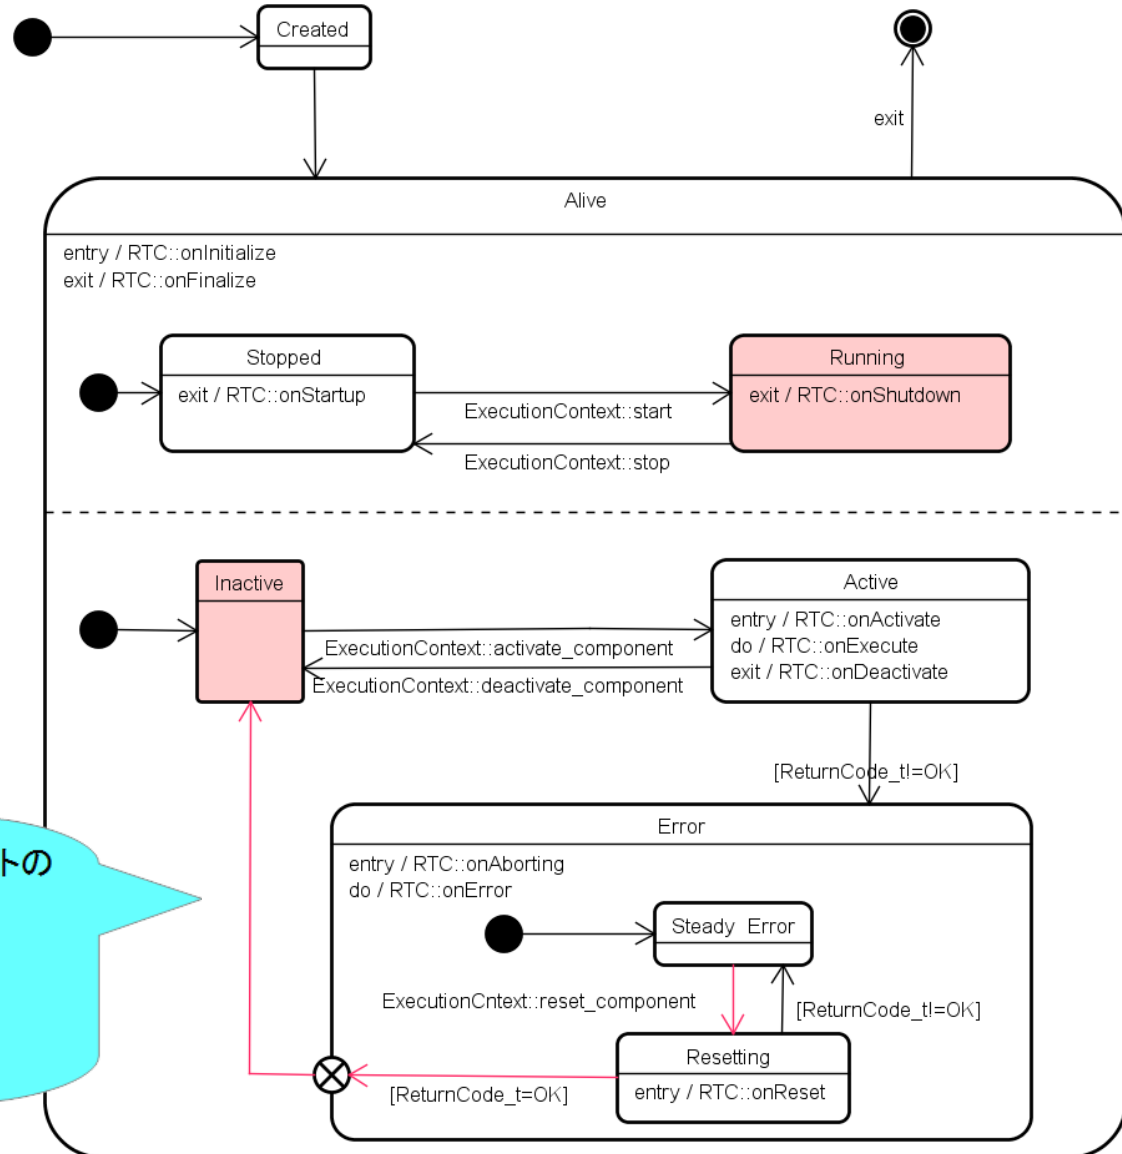 Created
exit
Alive
entry / RTC::onInitialize
exit / RTC::onFinalize
Stopped
exit / RTC::onStartup
Running
exit / RTC::onShutdown
ExecutionContext::start
ExecutionContext::stop
Inactive
Active
entry / RTC::onActivate
do / RTC::onExecute
exit / RTC::onDeactivate
ExecutionContext::activate_component
ExecutionContext::deactivate_component
[ReturnCode_t!=OK]
Error
entry / RTC::onAborting
do / RTC::onError
トの
Steady Error
ExecutionCntext::reset_component
[ReturnCode_t!=OK]
Resetting
entry / RTC::onReset
[ReturnCode_t=OK]